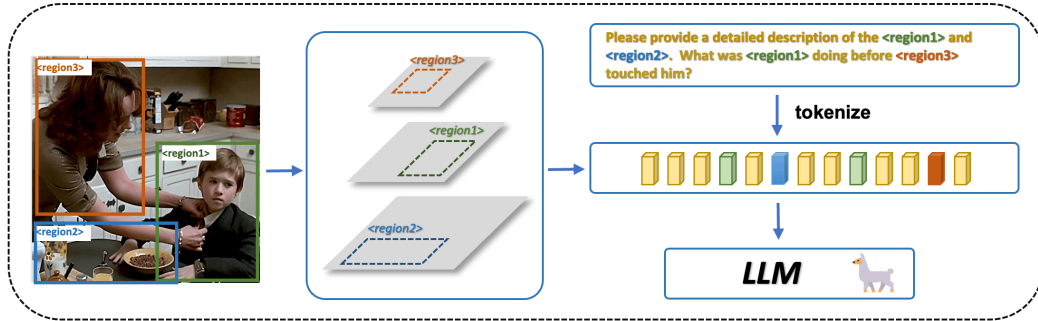 <region3>
<region1>
<region2>
<region3>
<region1>
<region2>
Please provide a detailed description of the <region1> and
<region2>. What was <region1> doing before <region3>
touched him?
tokenize
LLM